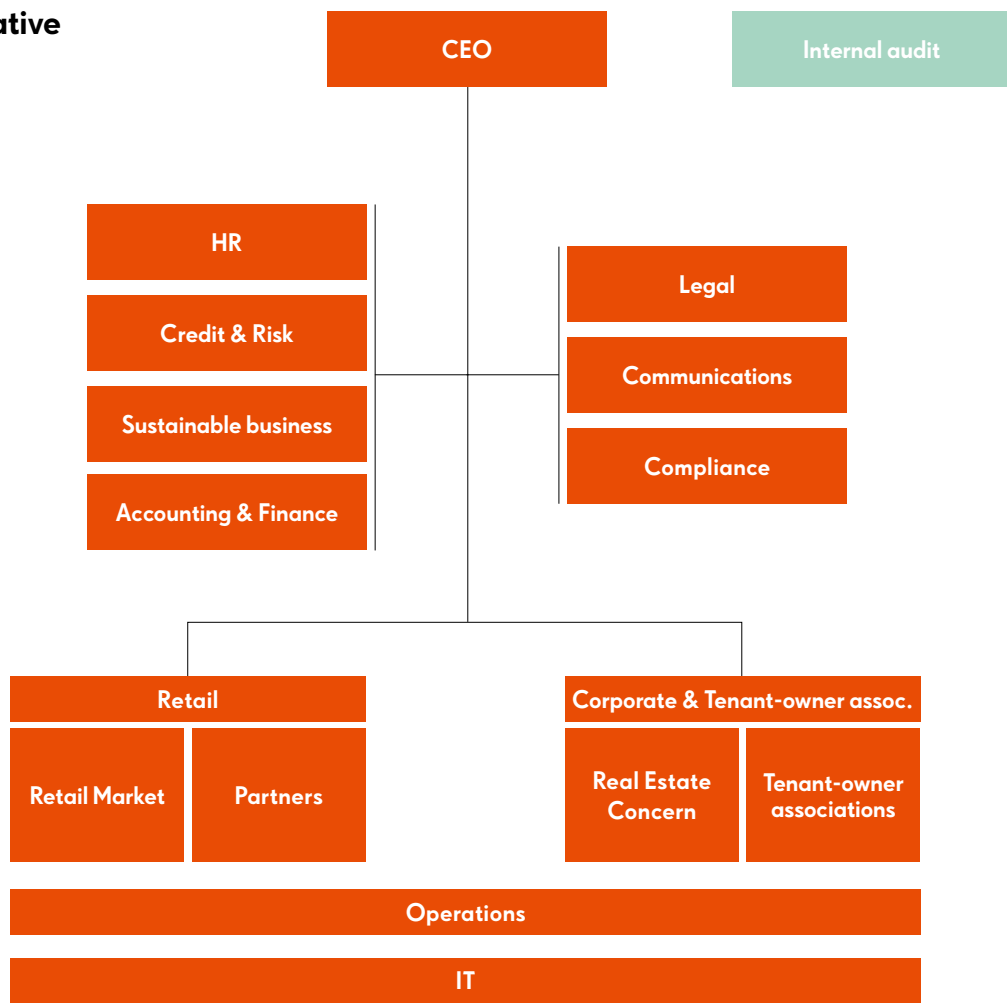 ative
CEO
Internal audit
HR
Credit & Risk
Sustainable business
Accounting & Finance
Legal
Communications
Compliance
Retail
Retail Market
Partners
Corporate & Tenant-owner assoc.
Real Estate
Concern
Tenant-owner
associations
Operations
IT